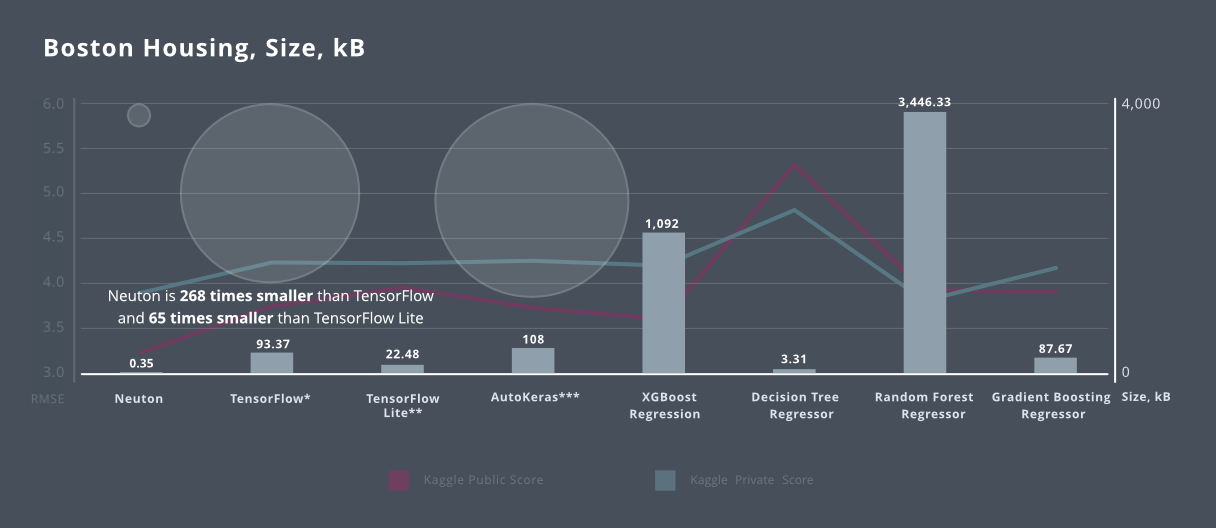 Boston Housing, Size, kB
6.0
5.5
5.0
4.5
4.0
3.5
3.0
RMSE
4,000
0
Size, kB
Neuton is 268 times smaller than TensorFlow
and 65 times smaller than TensorFlow Lite
0.35
93.37
22.48
108
1,092
3.31
3,446.33
87.67
Neuton
TensorFlow*
TensorFlow
Lite**
AutoKeras***
XGBoost
Regression
Decision Tree
Regressor
Random Forest
Regressor
Gradient Boosting
Regressor
Kaggle Public Score
Kaggle Private Score